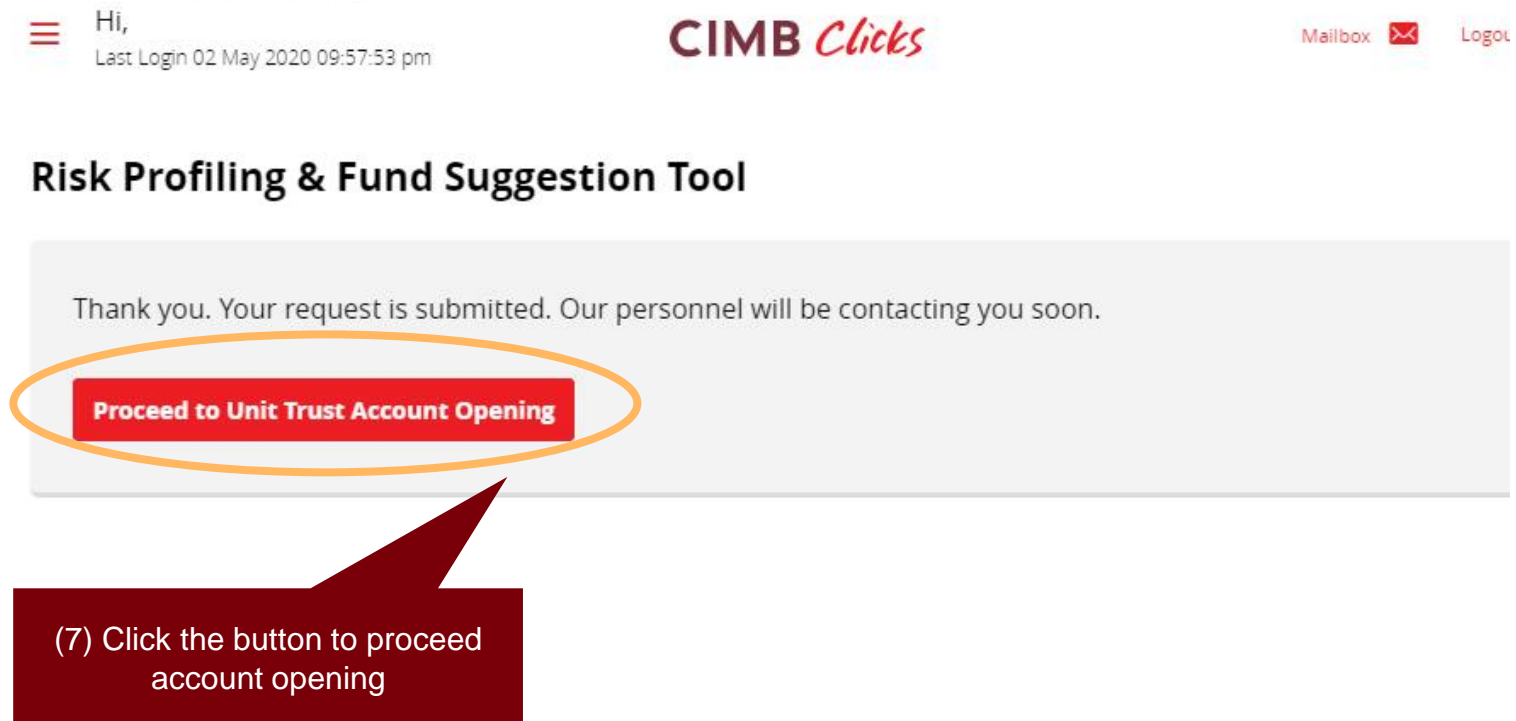 Hi,
CIMB Clicks
Mailbox
Last Login 02 May 2020 09:57:53 pm
Risk Profiling & Fund Suggestion Tool
Thank you. Your request is submitted. Our personnel will be contacting you soon.
Proceed to Unit Trust Account Opening
(7) Click the button to proceed
account opening